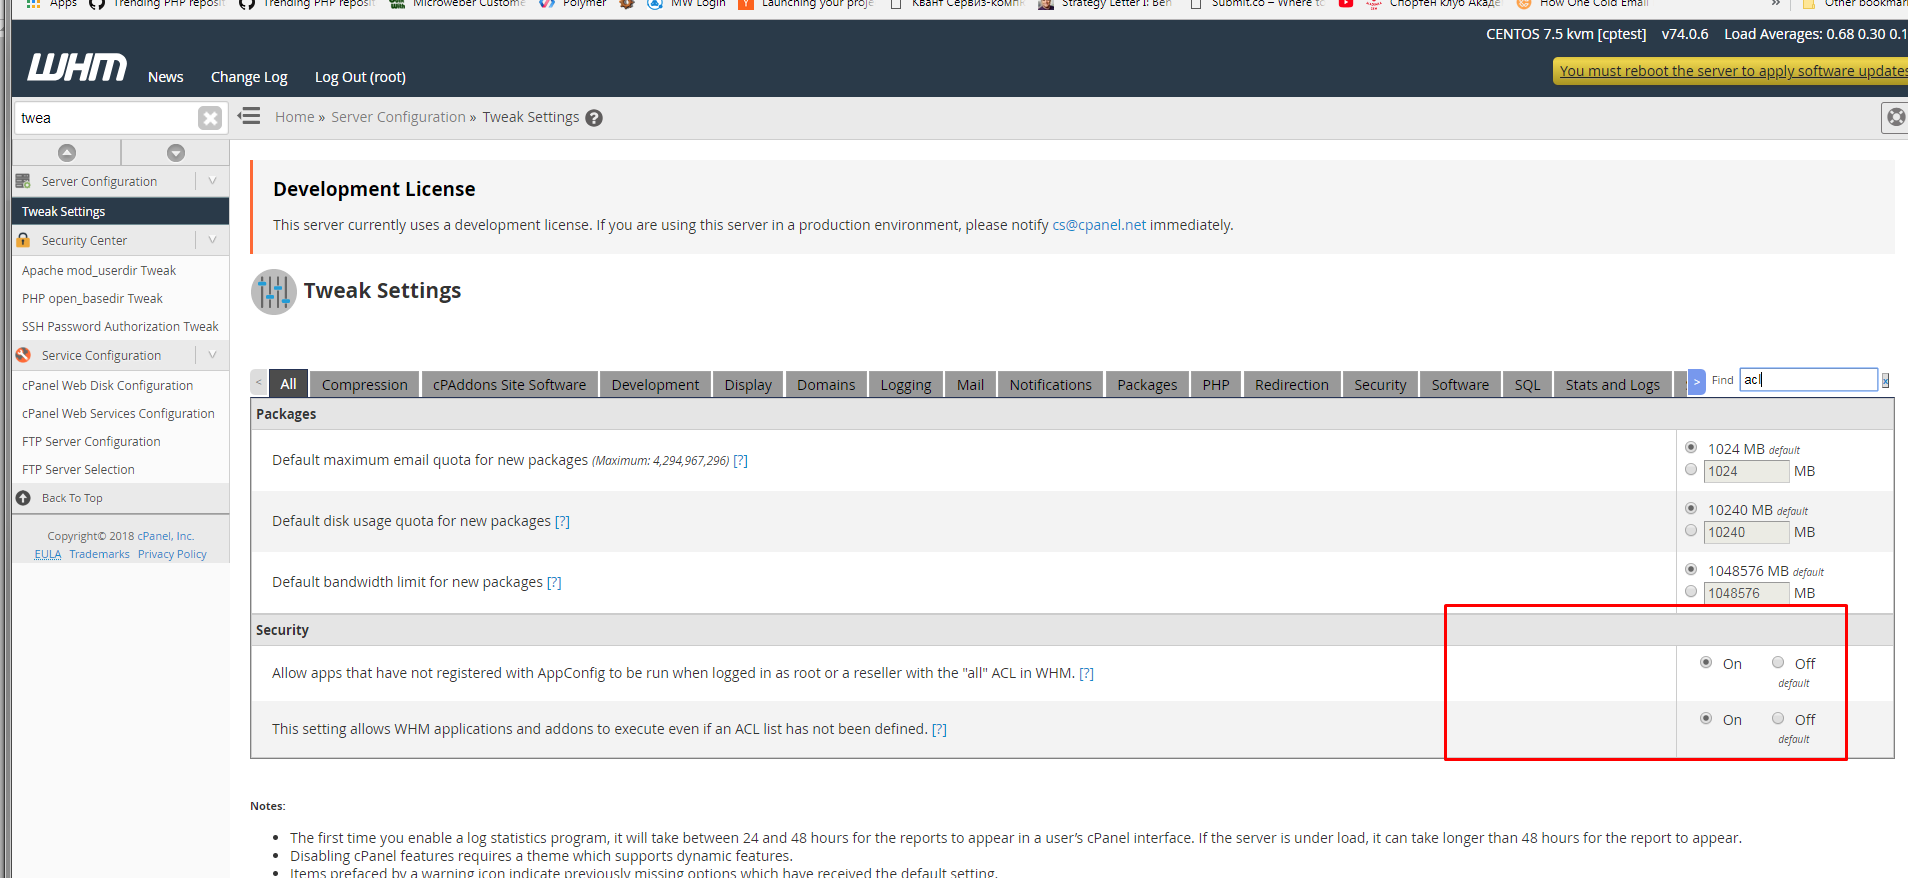 Apps Trending PHP reposit Trending PHP reposit Microweber Custome Polymer MW Login Launching your proje Квант Сервиз-компю Strategy Letter I: Ben Submit.co – Where to Спортен клуб Акаде How One Cold Email » Other bookmar
CENTOS 7.5 kvm [cptest] v74.0.6 Load Averages: 0.68 0.30 0.1
WHM News Change Log Log Out (root)
You must reboot the server to apply software updates
twea
Home » Server Configuration » Tweak Settings ?
Server Configuration
Tweak Settings
Security Center
Apache mod_userdir Tweak
PHP open_basedir Tweak
SSH Password Authorization Tweak
Service Configuration
cPanel Web Disk Configuration
cPanel Web Services Configuration
FTP Server Configuration
FTP Server Selection
Back To Top
Copyright© 2018 cPanel, Inc.
EULA Trademarks Privacy Policy
Development License
This server currently uses a development license. If you are using this server in a production environment, please notify cs@cpanel.net immediately.
Tweak Settings
< All Compression cPAddons Site Software Development Display Domains Logging Mail Notifications Packages PHP Redirection Security Software SQL Stats and Logs > Find acl x
Packages
Default maximum email quota for new packages (Maximum: 4,294,967,296) [?]
1024 MB default
1024 MB
Default disk usage quota for new packages [?]
10240 MB default
10240 MB
Default bandwidth limit for new packages [?]
1048576 MB default
1048576 MB
Security
Allow apps that have not registered with AppConfig to be run when logged in as root or a reseller with the "all" ACL in WHM. [?]
On Off
default
This setting allows WHM applications and addons to execute even if an ACL list has not been defined. [?]
On Off
default
Notes:
• The first time you enable a log statistics program, it will take between 24 and 48 hours for the reports to appear in a user’s cPanel interface. If the server is under load, it can take longer than 48 hours for the report to appear.
• Disabling cPanel features requires a theme which supports dynamic features.
• Items prefaced by a warning icon indicate previously missing options which have received the default setting.